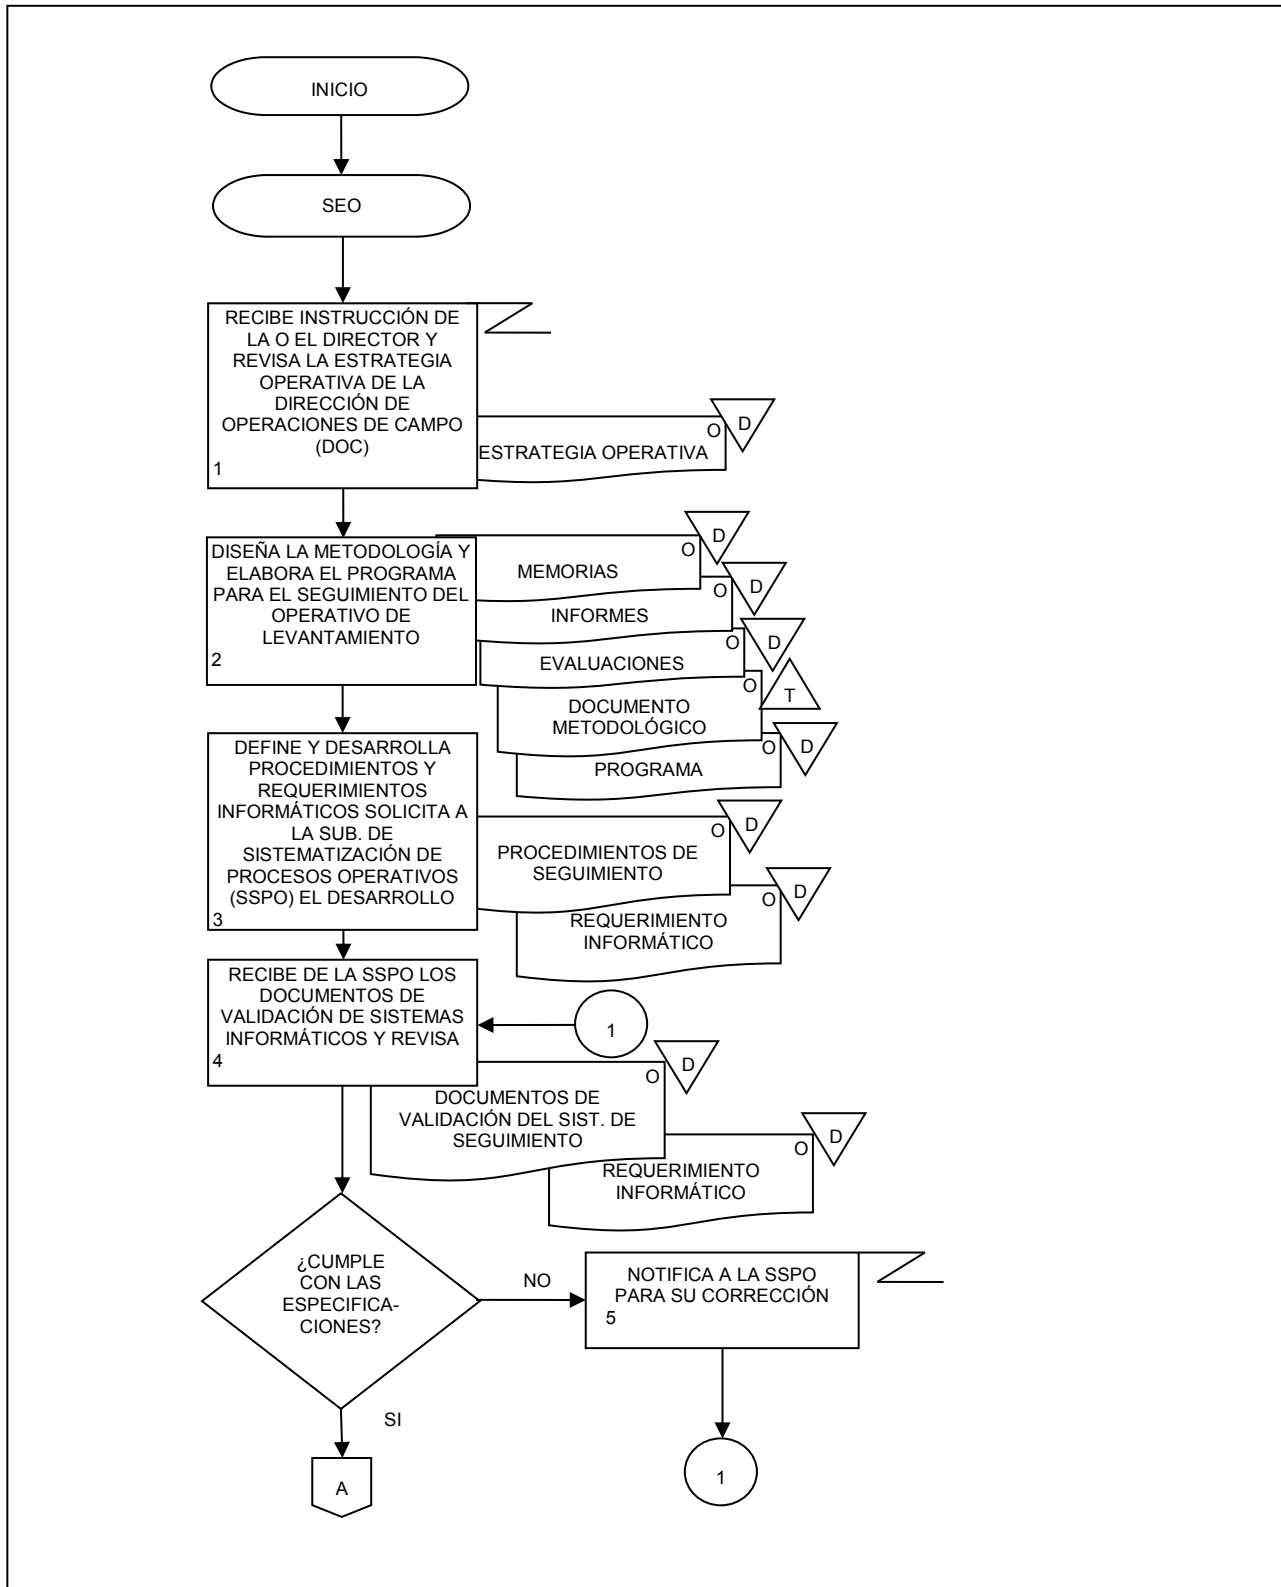 INICIO
SEO
RECIBE INSTRUCCIÓN DE
LA O EL DIRECTOR Y
REVISA LA ESTRATEGIA
OPERATIVA DE LA
DIRECCIÓN DE
OPERACIONES DE CAMPO
(DOC)
1
O
D
ESTRATEGIA OPERATIVA
DISEÑA LA METODOLOGÍA Y
ELABORA EL PROGRAMA
PARA EL SEGUIMIENTO DEL
OPERATIVO DE
LEVANTAMIENTO
2
O
D
MEMORIAS
O
D
INFORMES
O
D
EVALUACIONES
O
T
DOCUMENTO
METODOLÓGICO
O
D
PROGRAMA
DEFINE Y DESARROLLA
PROCEDIMIENTOS Y
REQUERIMIENTOS
INFORMÁTICOS SOLICITA A
LA SUB. DE
SISTEMATIZACIÓN DE
PROCESOS OPERATIVOS
(SSPO) EL DESARROLLO
3
O
D
PROCEDIMIENTOS DE
SEGUIMIENTO
O
D
REQUERIMIENTO
INFORMÁTICO
RECIBE DE LA SSPO LOS
DOCUMENTOS DE
VALIDACIÓN DE SISTEMAS
INFORMÁTICOS Y REVISA
4
1
O
D
DOCUMENTOS DE
VALIDACIÓN DEL SIST. DE
SEGUIMIENTO
O
D
REQUERIMIENTO
INFORMÁTICO
¿CUMPLE
CON LAS
ESPECIFICA-
CIONES?
NO
NOTIFICA A LA SSPO
PARA SU CORRECCIÓN
5
SI
A
1